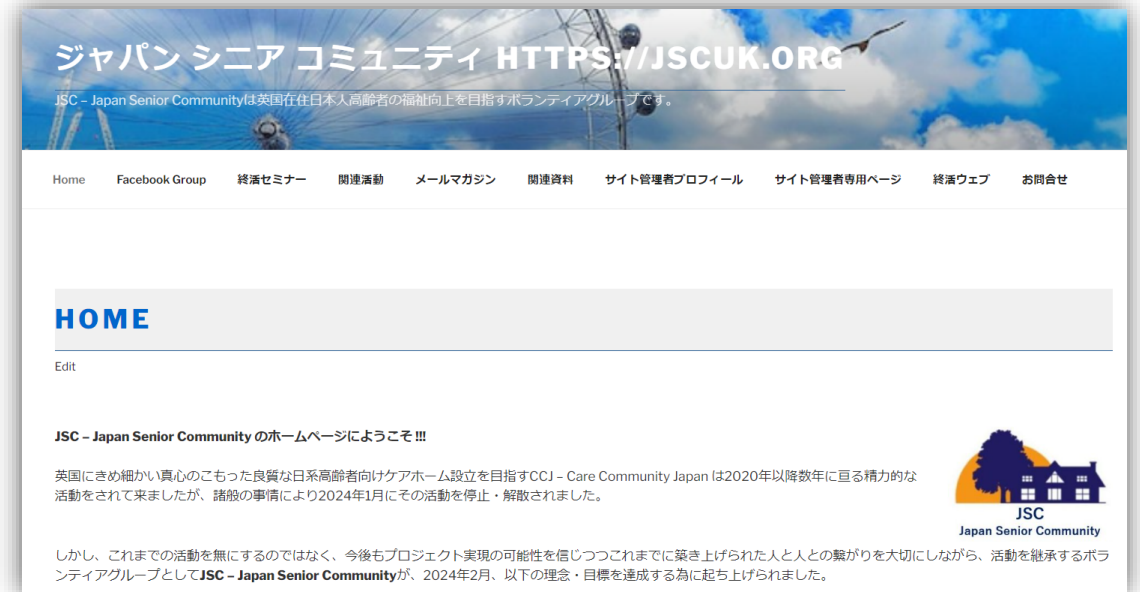 ジャパン シニア コミュニティ HTTPS://JSCUK.ORG
JSC – Japan Senior Communityは英国在住日本人高齢者の福祉向上を目指すボランティアグループです。
Home Facebook Group 終活セミナー 関連活動 メールマガジン 関連資料 サイト管理者プロフィール サイト管理者専用ページ 終活ウェブ お問合せ
HOME
Edit
JSC – Japan Senior Community のホームページにようこそ !!!
英国にきめ細かい真心のこもった良質な日系高齢者向けケアホーム設立を目指すCCJ – Care Community Japan は2020年以降数年に亘る精力的な
活動をされて来ましたが、諸般の事情により2024年1月にその活動を停止・解散されました。
JSC
Japan Senior Community
しかし、これまでの活動を無にするのではなく、今後もプロジェクト実現の可能性を信じつつこれまでに築き上げられた人と人との繋がりを大切にしながら、活動を継承するボラ
ンティアグループとしてJSC – Japan Senior Communityが、2024年2月、以下の理念・目標を達成する為に起ち上げられました。